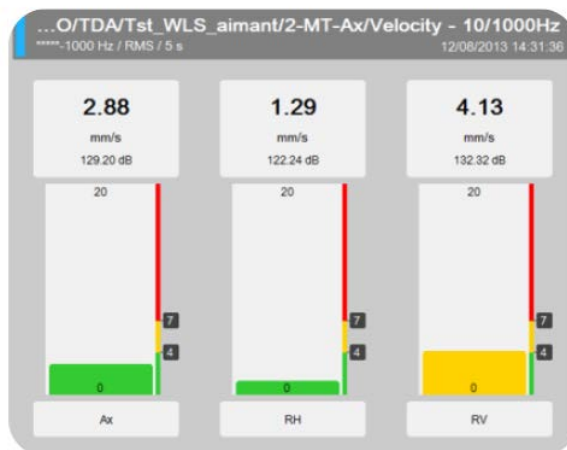 ...O/TDA/Tst_WLS_aimant/2-MT-Ax/Velocity - 10/1000Hz
*****-1000 Hz / RMS / 5 s 12/08/2013 14:31:36
2.88 1.29 4.13
mm/s mm/s mm/s
129.20 dB 122.24 dB 132.32 dB
20 20 20
7 7 7
4 4 4
0 0 0
Ax RH RV